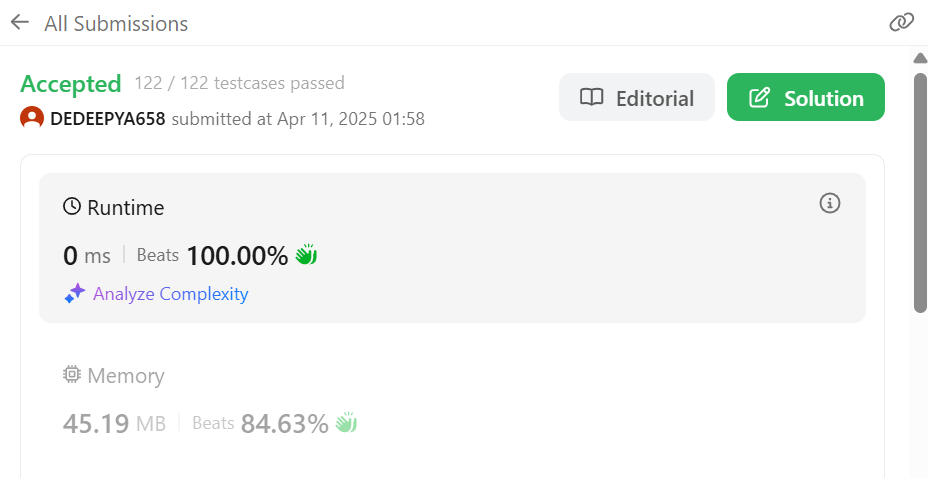 All Submissions
Accepted 122 / 122 testcases passed
DEDEEPYA658 submitted at Apr 11, 2025 01:58
Editorial
Solution
Runtime
0 ms Beats 100.00%
Analyze Complexity
Memory
45.19 MB Beats 84.63%